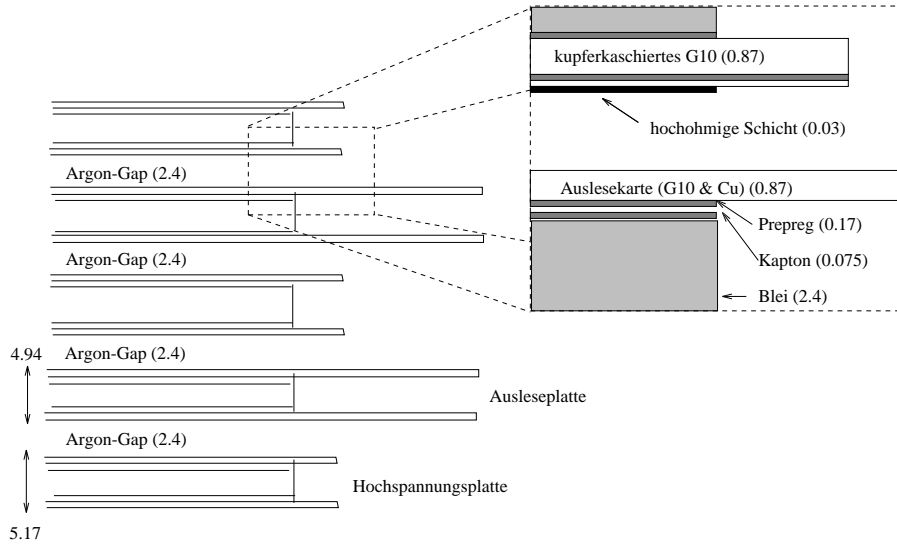 kupferkaschiertes G10 (0.87)
hochohmige Schicht (0.03)
Argon-Gap (2.4)
Auslesekarte (G10 & Cu) (0.87)
Prepreg (0.17)
Argon-Gap (2.4)
Kapton (0.075)
Blei (2.4)
4.94
Argon-Gap (2.4)
Ausleseplatte
Argon-Gap (2.4)
Hochspannungsplatte
5.17